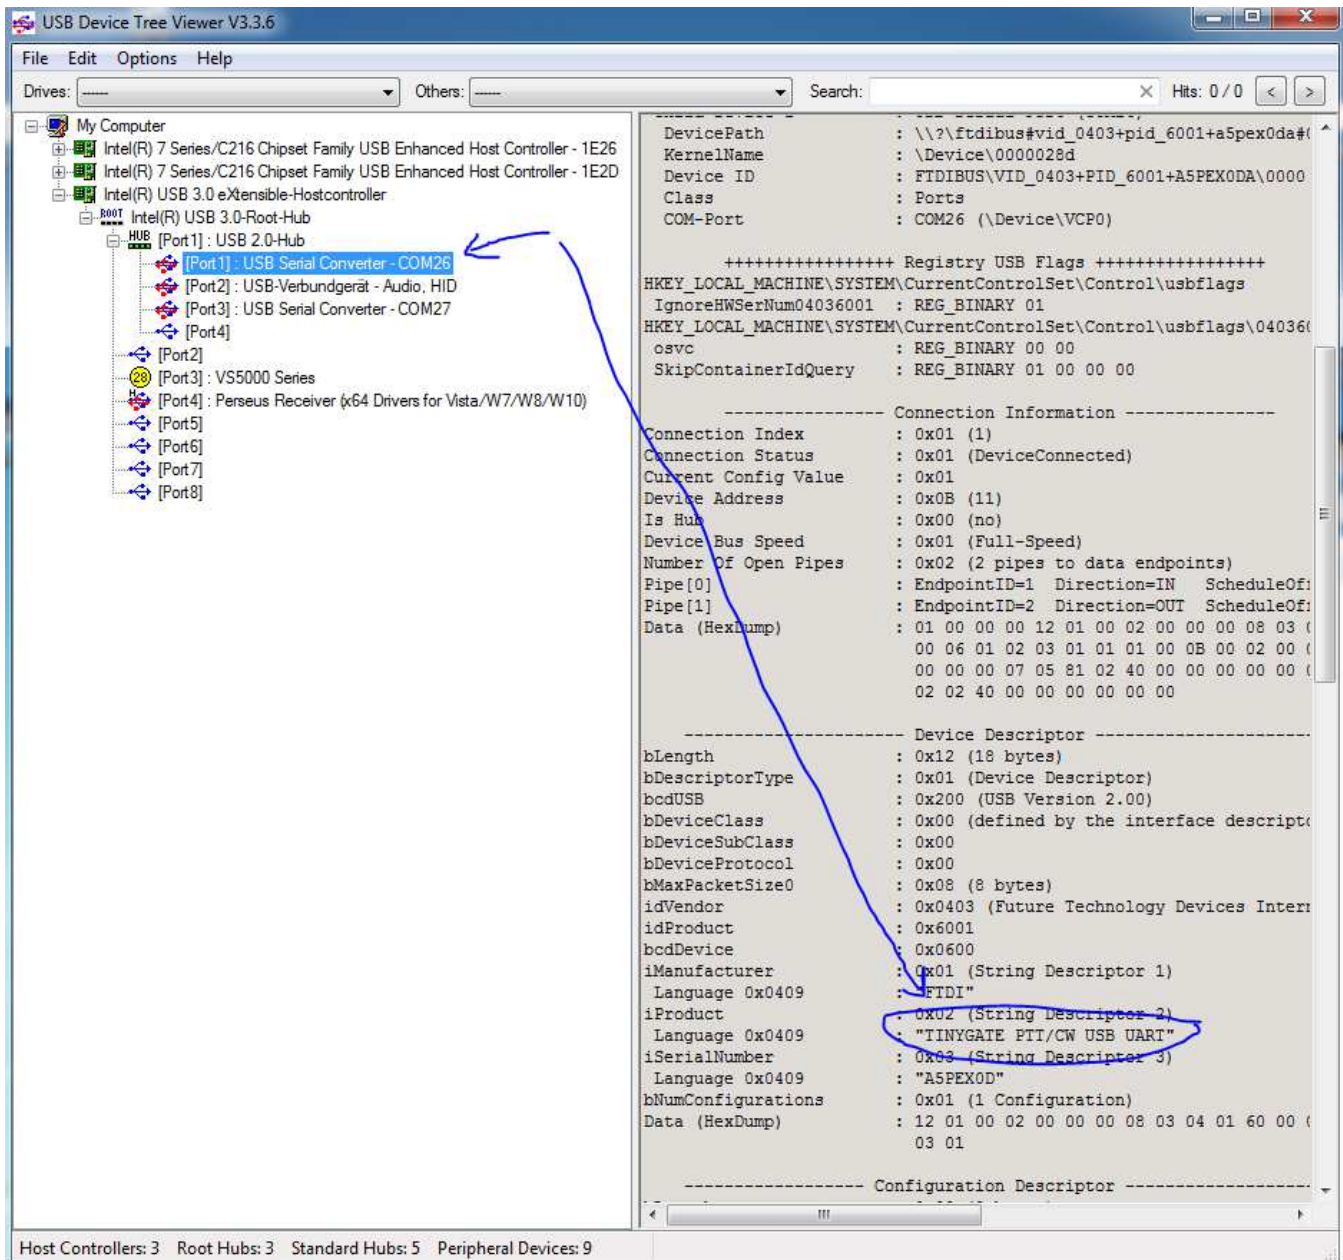 USB Device Tree Viewer V3.3.6
File Edit Options Help
Drives: ------ Others: ------ Search: Hits: 0 / 0 < >
My Computer
Intel(R) 7 Series/C216 Chipset Family USB Enhanced Host Controller - 1E26
Intel(R) 7 Series/C216 Chipset Family USB Enhanced Host Controller - 1E2D
Intel(R) USB 3.0 eXtensible-Hostcontroller
ROOT Intel(R) USB 3.0-Root-Hub
HUB [Port1] : USB 2.0-Hub
[Port1] : USB Serial Converter - COM26
[Port2] : USB-Verbundgerät - Audio, HID
[Port3] : USB Serial Converter - COM27
[Port4]
[Port2]
28 [Port3] : VS5000 Series
H [Port4] : Perseus Receiver (x64 Drivers for Vista/W7/W8/W10)
[Port5]
[Port6]
[Port7]
[Port8]
DevicePath : \\?\ftdibus#vid_0403+pid_6001+a5pex0da#
KernelName : \Device\0000028d
Device ID : FTDIBUS\VID_0403+PID_6001+A5PEX0DA\0000
Class : Ports
COM-Port : COM26 (\Device\VCP0)
+++++++++++++++++ Registry USB Flags +++++++++++++++++
HKEY_LOCAL_MACHINE\SYSTEM\CurrentControlSet\Control\usbflags
IgnoreHWSerNum04036001 : REG_BINARY 01
HKEY_LOCAL_MACHINE\SYSTEM\CurrentControlSet\Control\usbflags\04036
osvc : REG_BINARY 00 00
SkipContainerIdQuery : REG_BINARY 01 00 00 00
---------------- Connection Information ---------------
Connection Index : 0x01 (1)
Connection Status : 0x01 (DeviceConnected)
Current Config Value : 0x01
Device Address : 0x0B (11)
Is Hub : 0x00 (no)
Device Bus Speed : 0x01 (Full-Speed)
Number Of Open Pipes : 0x02 (2 pipes to data endpoints)
Pipe[0] : EndpointID=1 Direction=IN ScheduleOf
Pipe[1] : EndpointID=2 Direction=OUT ScheduleOf
Data (HexDump) : 01 00 00 00 12 01 00 02 00 00 00 08 03
00 06 01 02 03 01 01 01 00 0B 00 02 00
00 00 00 07 05 81 02 40 00 00 00 00 00
02 02 40 00 00 00 00 00 00
---------------------- Device Descriptor ----------------------
bLength : 0x12 (18 bytes)
bDescriptorType : 0x01 (Device Descriptor)
bcdUSB : 0x200 (USB Version 2.00)
bDeviceClass : 0x00 (defined by the interface descript
bDeviceSubClass : 0x00
bDeviceProtocol : 0x00
bMaxPacketSize0 : 0x08 (8 bytes)
idVendor : 0x0403 (Future Technology Devices Inter
idProduct : 0x6001
bcdDevice : 0x0600
iManufacturer : 0x01 (String Descriptor 1)
Language 0x0409 : "FTDI"
iProduct : 0x02 (String Descriptor 2)
Language 0x0409 : "TINYGATE PTT/CW USB UART"
iSerialNumber : 0x03 (String Descriptor 3)
Language 0x0409 : "A5PEX0D"
bNumConfigurations : 0x01 (1 Configuration)
Data (HexDump) : 12 01 00 02 00 00 00 08 03 04 01 60 00
03 01
------------------ Configuration Descriptor -------------------
Host Controllers: 3 Root Hubs: 3 Standard Hubs: 5 Peripheral Devices: 9